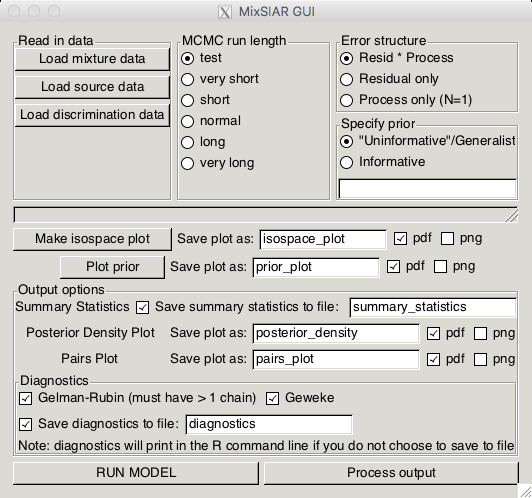 MixSIAR GUI
Read in data
Load mixture data
Load source data
Load discrimination data
MCMC run length
test
very short
short
normal
long
very long
Error structure
Resid * Process
Residual only
Process only (N=1)
Specify prior
"Uninformative"/Generalist
Informative
Make isospace plot Save plot as: isospace_plot pdf png
Plot prior Save plot as: prior_plot pdf png
Output options
Summary Statistics Save summary statistics to file: summary_statistics
Posterior Density Plot Save plot as: posterior_density pdf png
Pairs Plot Save plot as: pairs_plot pdf png
Diagnostics
Gelman-Rubin (must have > 1 chain) Geweke
Save diagnostics to file: diagnostics
Note: diagnostics will print in the R command line if you do not choose to save to file
RUN MODEL Process output